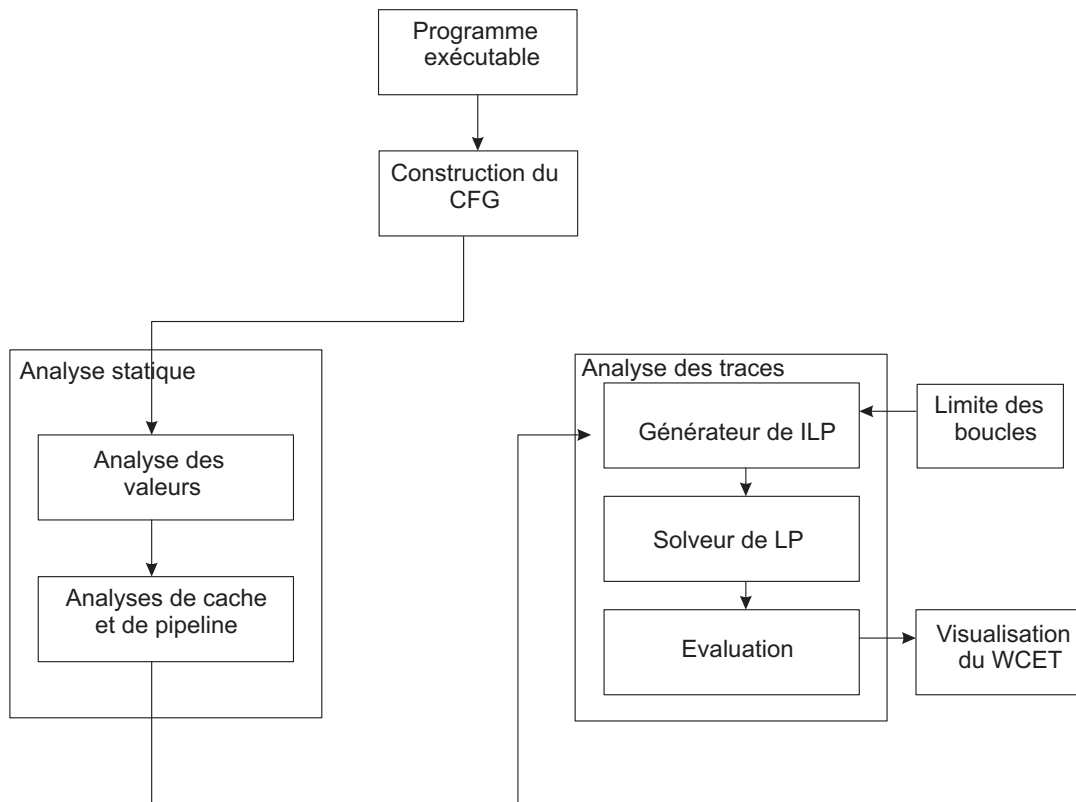 Programme
exécutable
Construction du
CFG
Analyse statique
Analyse des
valeurs
Analyses de cache
et de pipeline
Analyse des traces
Générateur de ILP
Solveur de LP
Evaluation
Limite des
boucles
Visualisation
du WCET